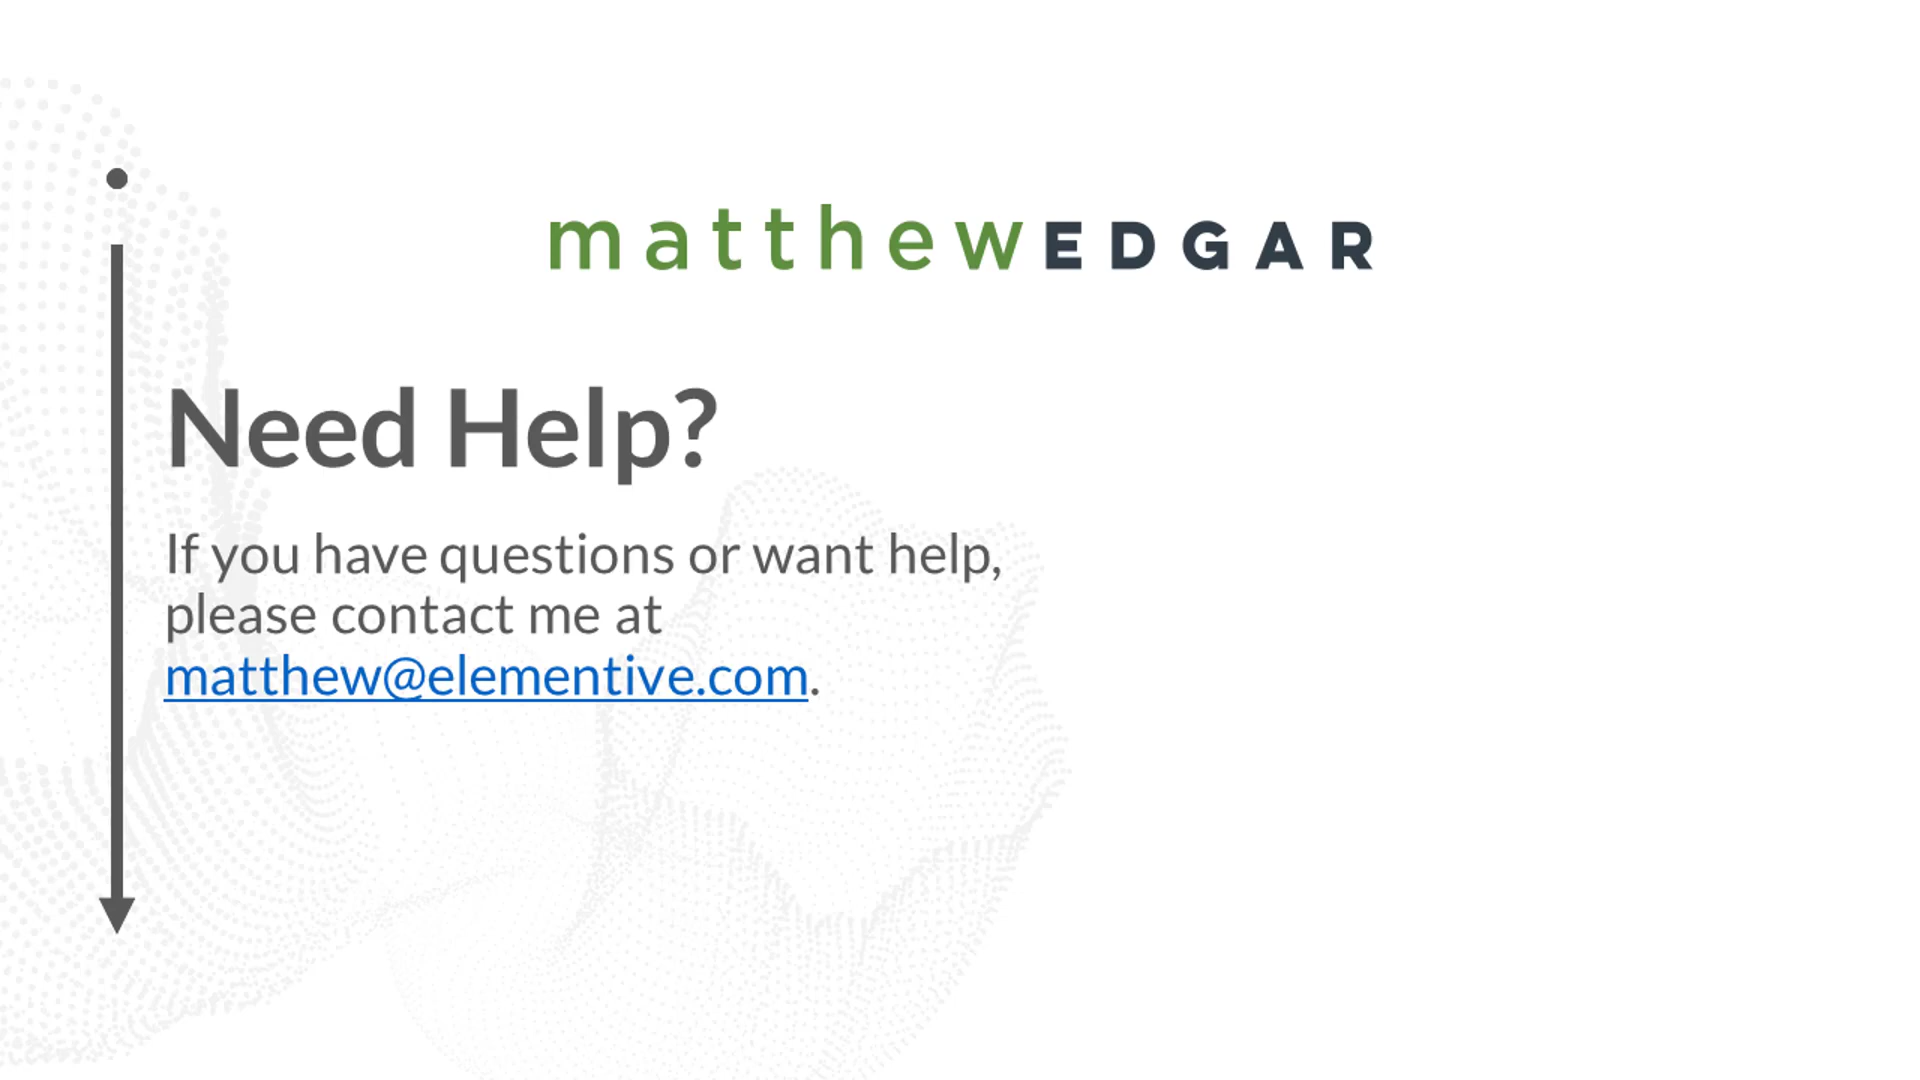 matthewEDGAR
Need Help?
If you have questions or want help,
please contact me at
matthew@elementive.com.